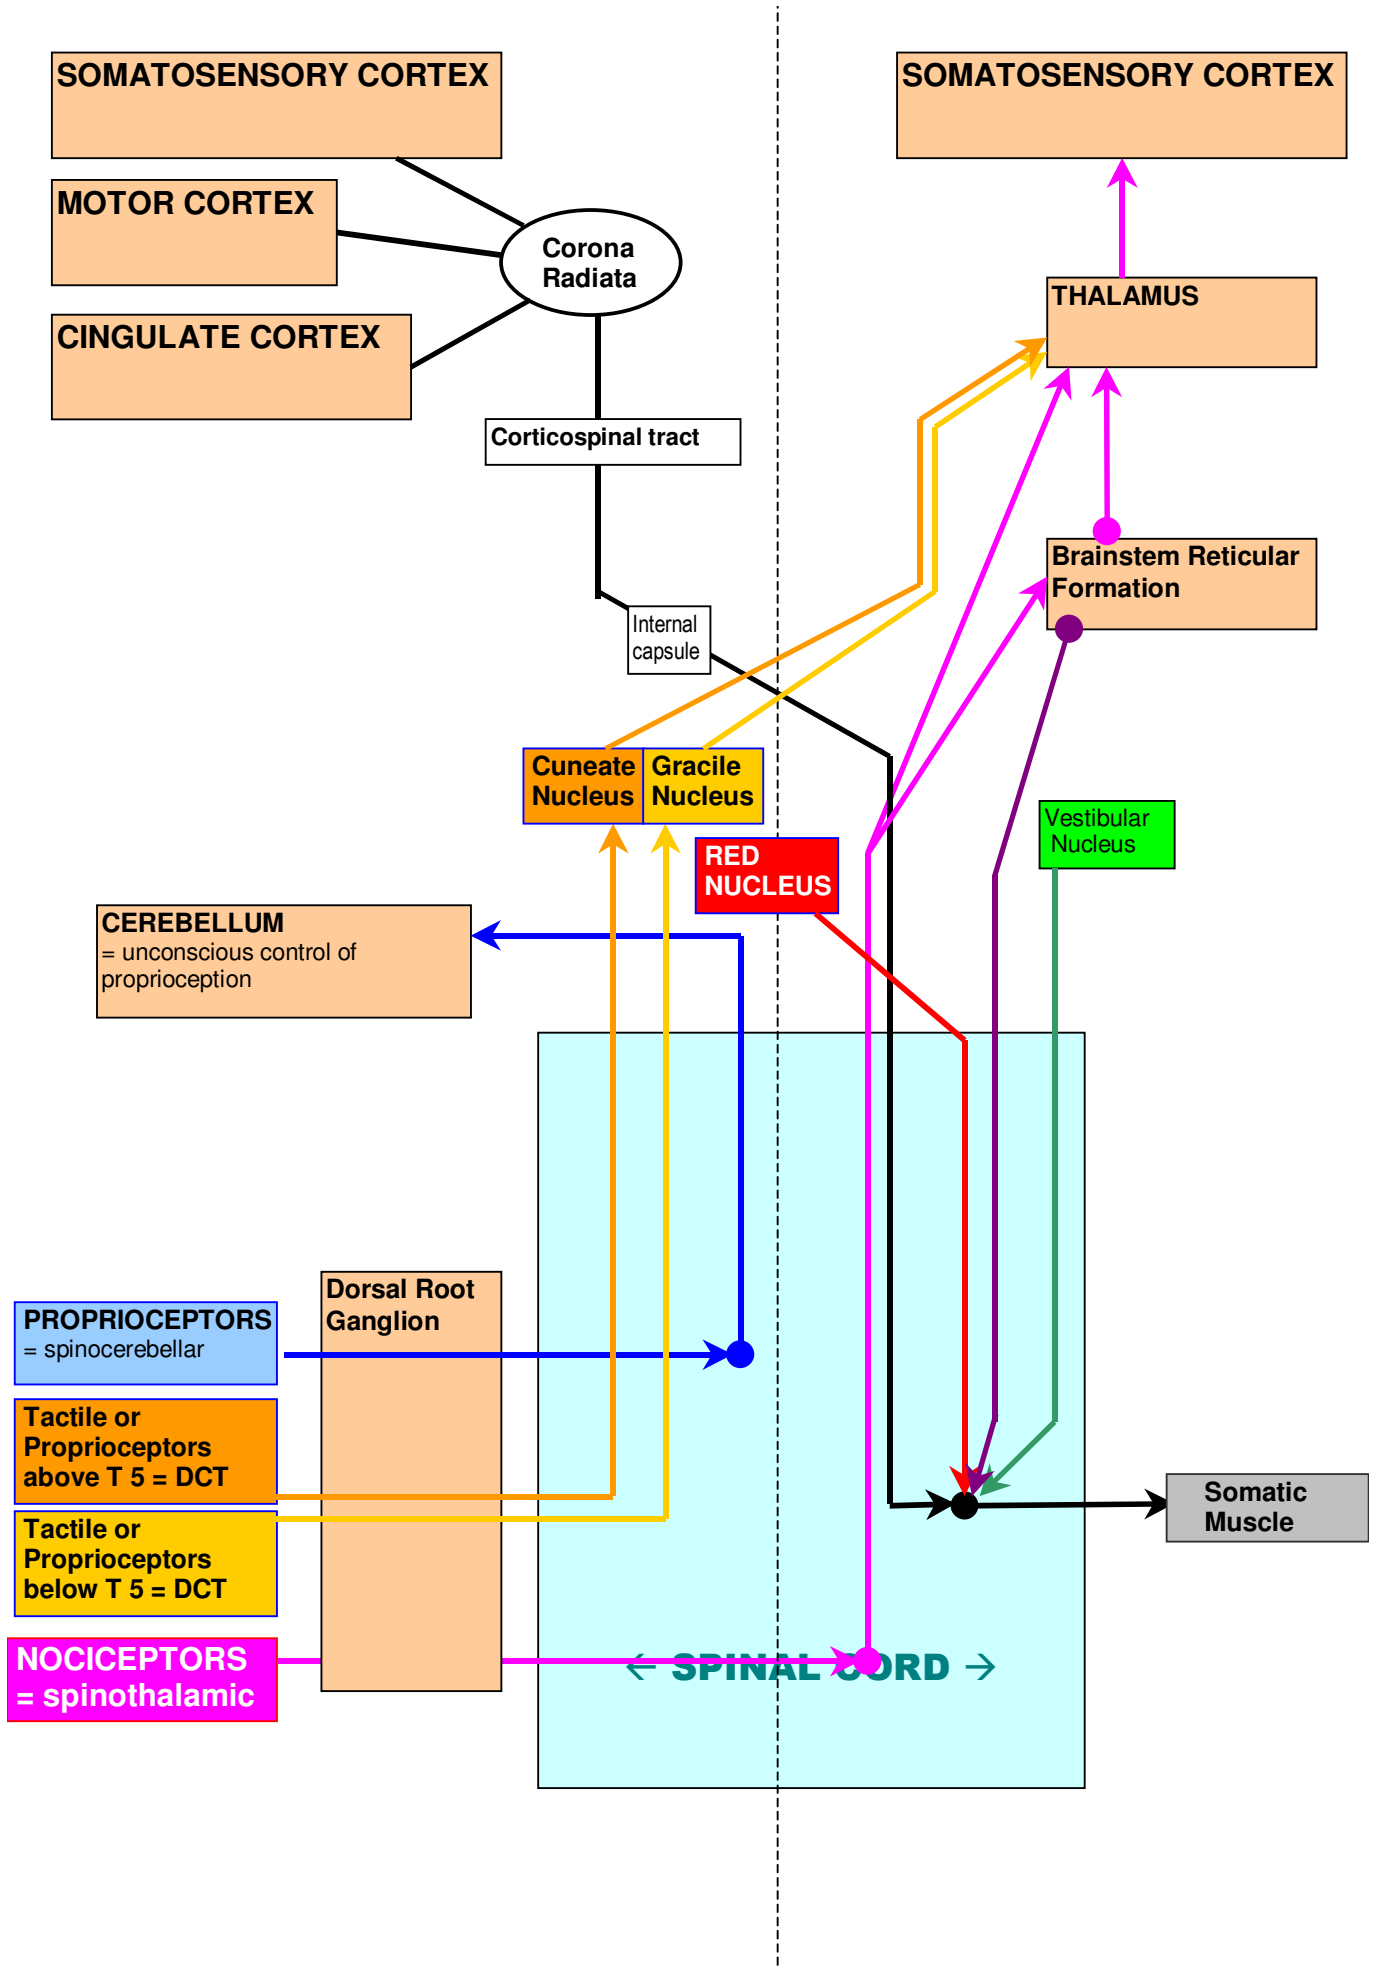 SOMATOSENSORY CORTEX
SOMATOSENSORY CORTEX
MOTOR CORTEX
Corona
Radiata
THALAMUS
CINGULATE CORTEX
Corticospinal tract
Brainstem Reticular
Formation
Internal
capsule
Cuneate
Nucleus
Gracile
Nucleus
Vestibular
Nucleus
RED
NUCLEUS
CEREBELLUM
= unconscious control of
proprioception
Dorsal Root
Ganglion
PROPRIOCEPTORS
= spinocerebellar
Tactile or
Proprioceptors
above T 5 = DCT
Somatic
Muscle
Tactile or
Proprioceptors
below T 5 = DCT
NOCICEPTORS
= spinothalamic
← SPINAL CORD →